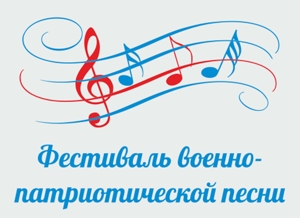 Фестиваль военно-
патриотической песни